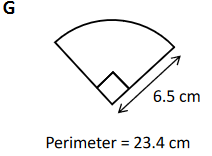 G
6.5 cm
Perimeter = 23.4 cm